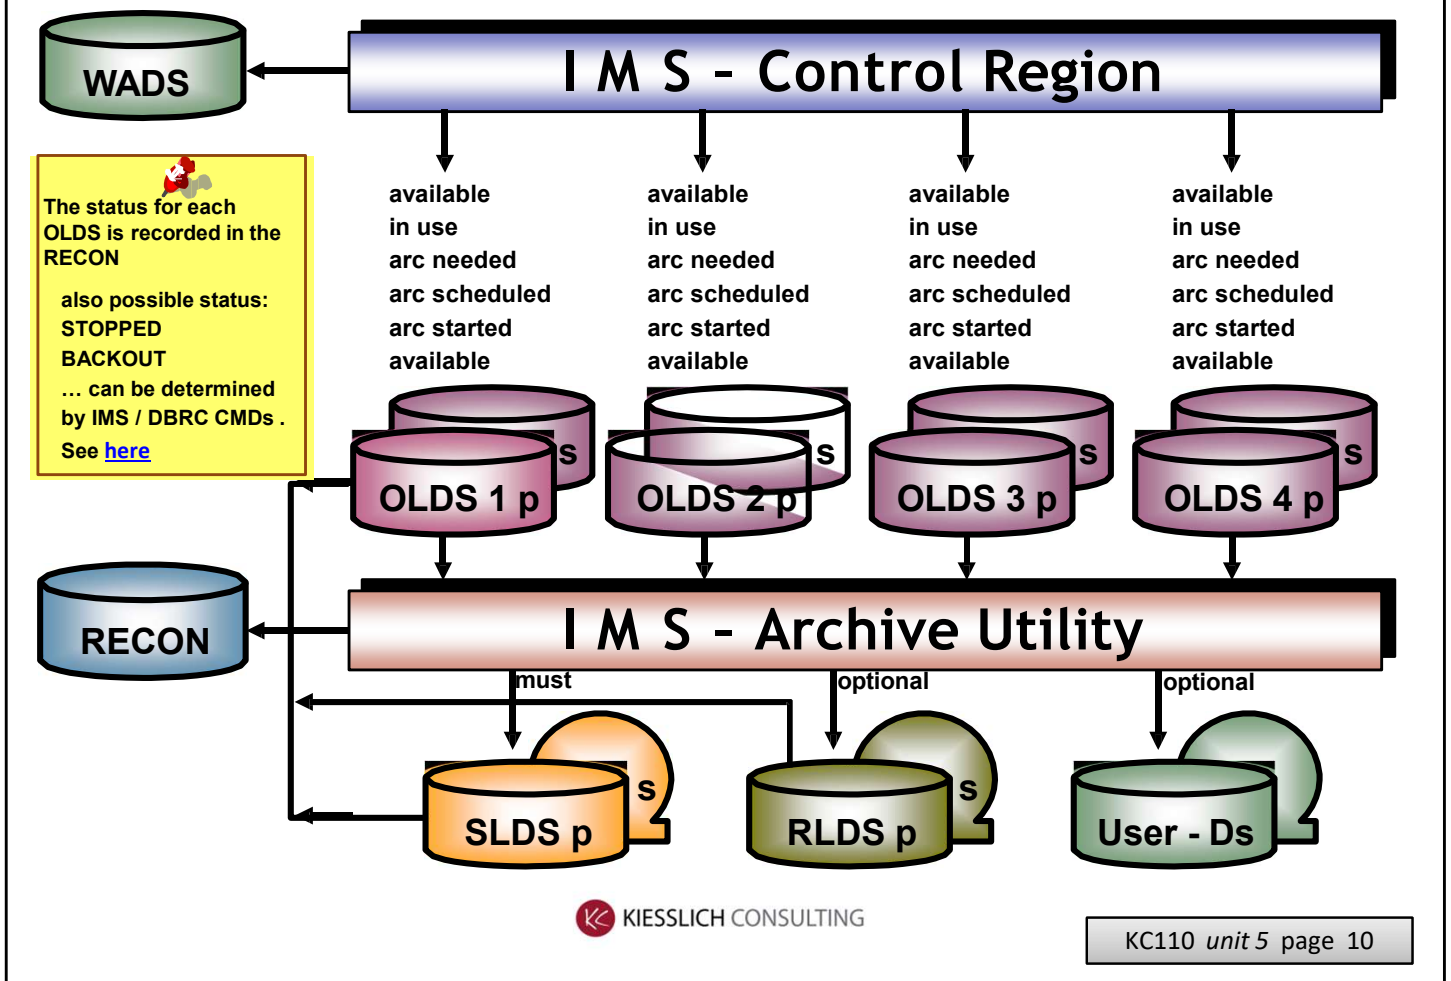 I M S - Control Region
WADS
The status for each
OLDS is recorded in the
RECON
also possible status:
STOPPED
BACKOUT
... can be determined
by IMS / DBRC CMDs .
See here
available
in use
arc needed
arc scheduled
arc started
available
available
in use
arc needed
arc scheduled
arc started
available
available
in use
arc needed
arc scheduled
arc started
available
available
in use
arc needed
arc scheduled
arc started
available
s
OLDS 1 p
s
OLDS 2 p
s
OLDS 3 p
s
OLDS 4 p
RECON
I M S - Archive Utility
must
optional
optional
s
SLDS p
s
RLDS p
User - Ds
KC KIESSLICH CONSULTING
KC110 unit 5 page 10